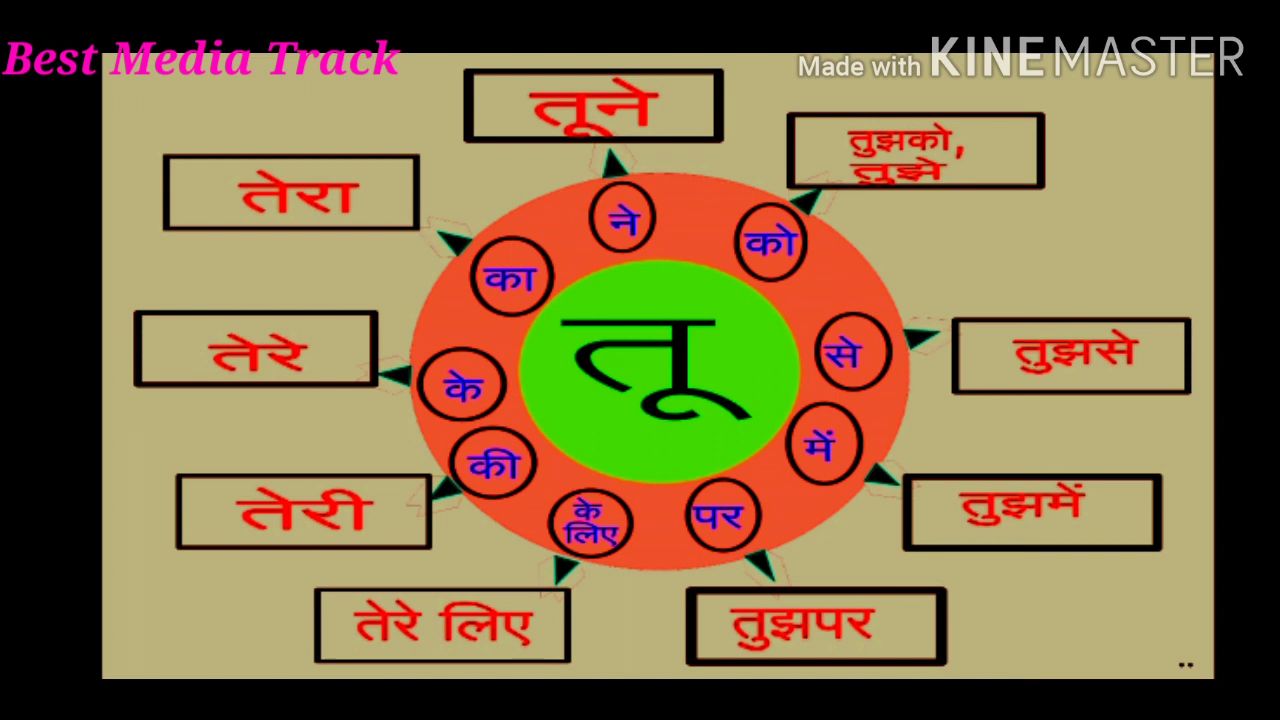 Best Media Track
Made with KINEMASTER
तूने
तुझको,
तुझे
तेरा
ने
को
का
तू
से
तुझसे
तेरे
के
में
की
तुझमें
तेरी
के
लिए
पर
तेरे लिए
तुझपर